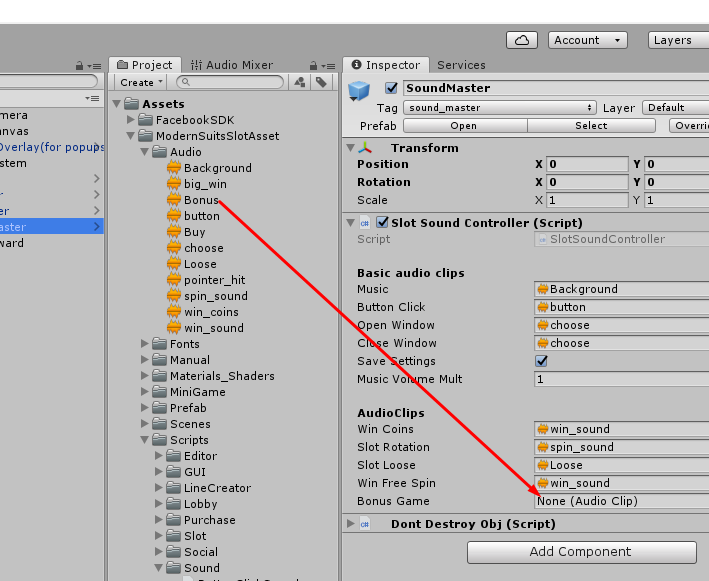 Account
Layers
Project
Audio Mixer
Inspector
Services
Create
SoundMaster
Tag
sound_master
Layer
Default
Prefab
Open
Select
Overri
Transform
Position
X
0
Y
0
Rotation
X
0
Y
0
Scale
X
1
Y
1
Slot Sound Controller (Script)
Script
SlotSoundController
Basic audio clips
Music
Background
Button Click
button
Open Window
choose
Close Window
choose
Save Settings
Music Volume Mult
1
AudioClips
Win Coins
win_sound
Slot Rotation
spin_sound
Slot Loose
Loose
Win Free Spin
win_sound
Bonus Game
None (Audio Clip)
Dont Destroy Obj (Script)
Add Component
Assets
FacebookSDK
ModernSuitsSlotAsset
Audio
Background
big_win
Bonus
button
Buy
choose
Loose
pointer_hit
spin_sound
win_coins
win_sound
Fonts
Manual
Materials_Shaders
MiniGame
Prefab
Scenes
Scripts
Editor
GUI
LineCreator
Lobby
Purchase
Slot
Social
Sound
mera
nvas
Overlay(for popups
stem
r
er
aster
ward